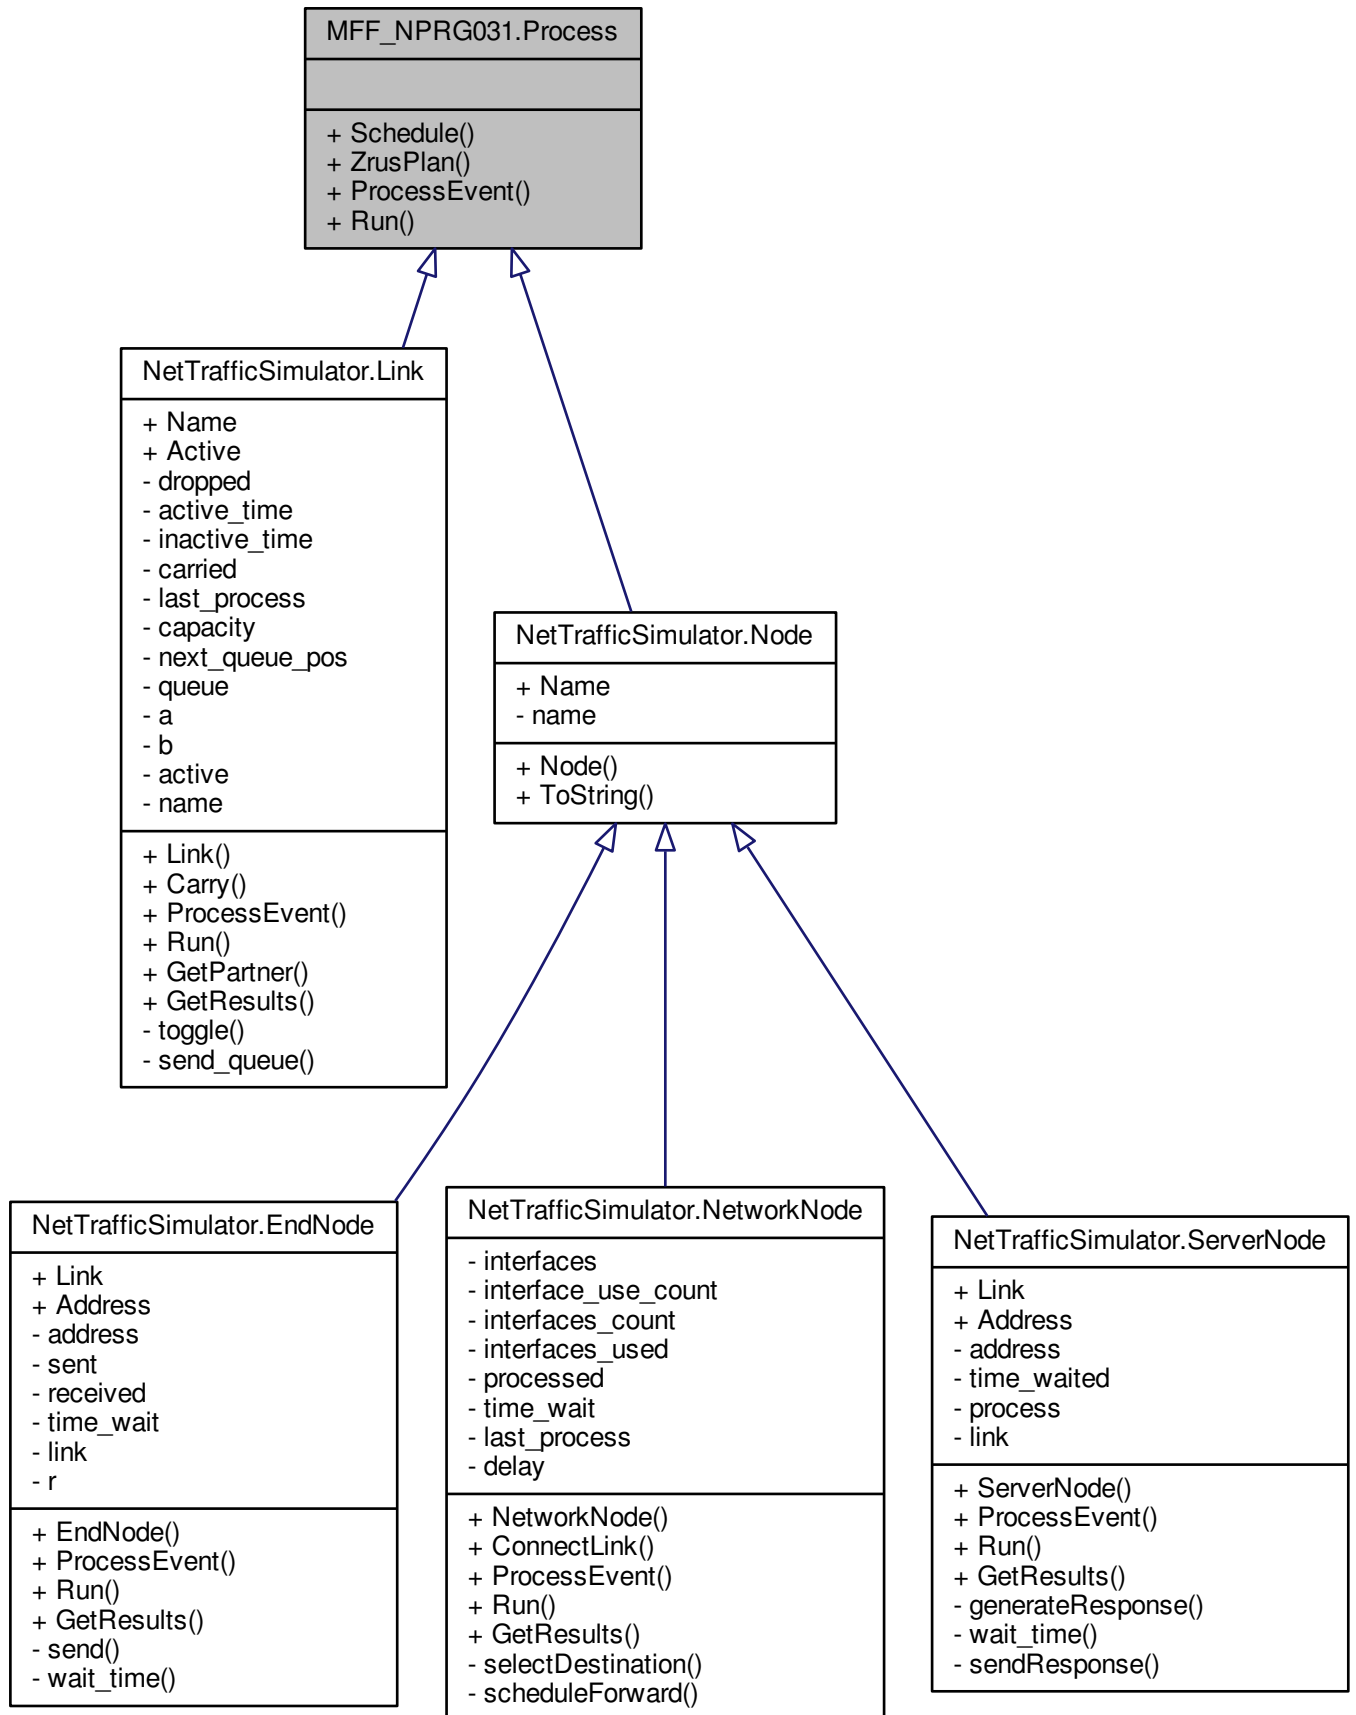 MFF_NPRG031.Process
+ Schedule()
+ ZrusPlan()
+ ProcessEvent()
+ Run()
NetTrafficSimulator.Link
+ Name
+ Active
- dropped
- active_time
- inactive_time
- carried
- last_process
- capacity
- next_queue_pos
- queue
- a
- b
- active
- name
+ Link()
+ Carry()
+ ProcessEvent()
+ Run()
+ GetPartner()
+ GetResults()
- toggle()
- send_queue()
NetTrafficSimulator.Node
+ Name
- name
+ Node()
+ ToString()
NetTrafficSimulator.EndNode
+ Link
+ Address
- address
- sent
- received
- time_wait
- link
- r
+ EndNode()
+ ProcessEvent()
+ Run()
+ GetResults()
- send()
- wait_time()
NetTrafficSimulator.NetworkNode
- interfaces
- interface_use_count
- interfaces_count
- interfaces_used
- processed
- time_wait
- last_process
- delay
+ NetworkNode()
+ ConnectLink()
+ ProcessEvent()
+ Run()
+ GetResults()
- selectDestination()
- scheduleForward()
NetTrafficSimulator.ServerNode
+ Link
+ Address
- address
- time_waited
- process
- link
+ ServerNode()
+ ProcessEvent()
+ Run()
+ GetResults()
- generateResponse()
- wait_time()
- sendResponse()